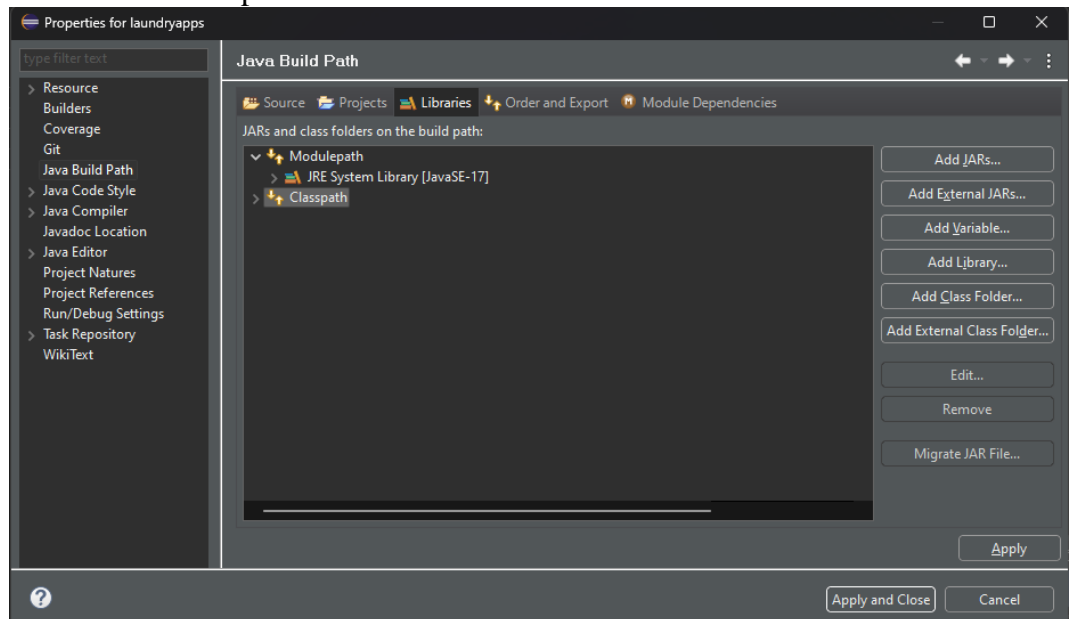 Properties for laundryapps
type filter text
Resource
Builders
Coverage
Git
Java Build Path
Java Code Style
Java Compiler
Javadoc Location
Java Editor
Project Natures
Project References
Run/Debug Settings
Task Repository
WikiText
Java Build Path
Source Projects Libraries Order and Export Module Dependencies
JARs and class folders on the build path:
Modulepath
JRE System Library [JavaSE-17]
Classpath
Add JARs...
Add External JARs...
Add Variable...
Add Library...
Add Class Folder...
Add External Class Folder...
Edit...
Remove
Migrate JAR File...
Apply
Apply and Close Cancel